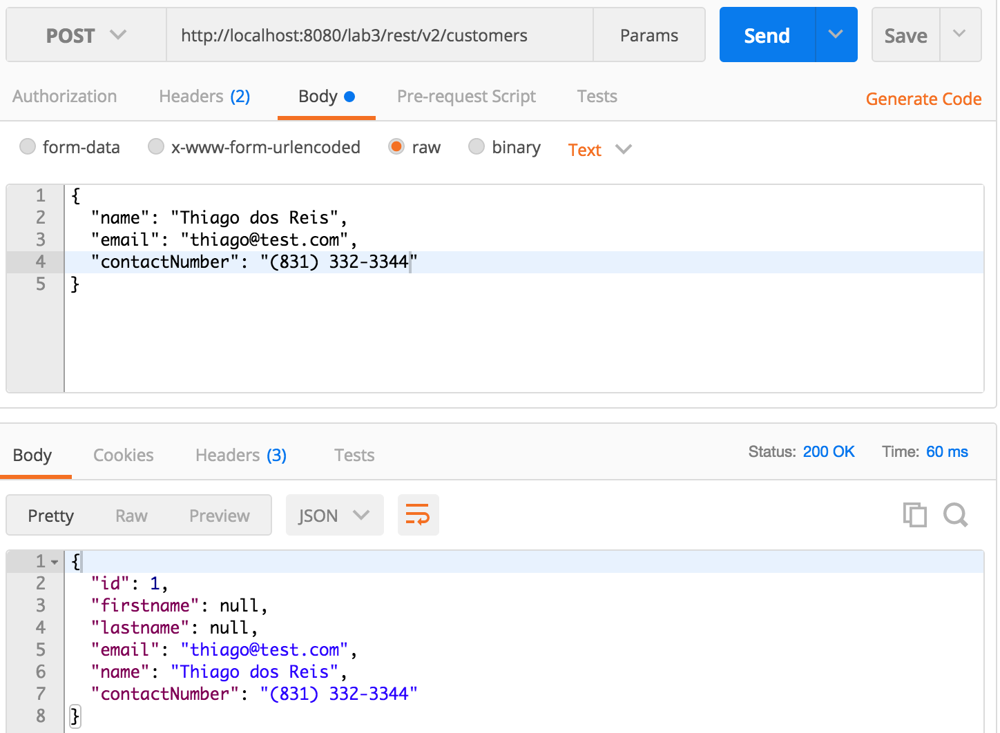 POST http://localhost:8080/lab3/rest/v2/customers Params Send Save
Authorization Headers (2) Body Pre-request Script Tests Generate Code
form-data x-www-form-urlencoded raw binary Text
1 {
2 "name": "Thiago dos Reis",
3 "email": "thiago@test.com",
4 "contactNumber": "(831) 332-3344"
5 }
Body Cookies Headers (3) Tests Status: 200 OK Time: 60 ms
Pretty Raw Preview JSON
1 {
2 "id": 1,
3 "firstname": null,
4 "lastname": null,
5 "email": "thiago@test.com",
6 "name": "Thiago dos Reis",
7 "contactNumber": "(831) 332-3344"
8 }